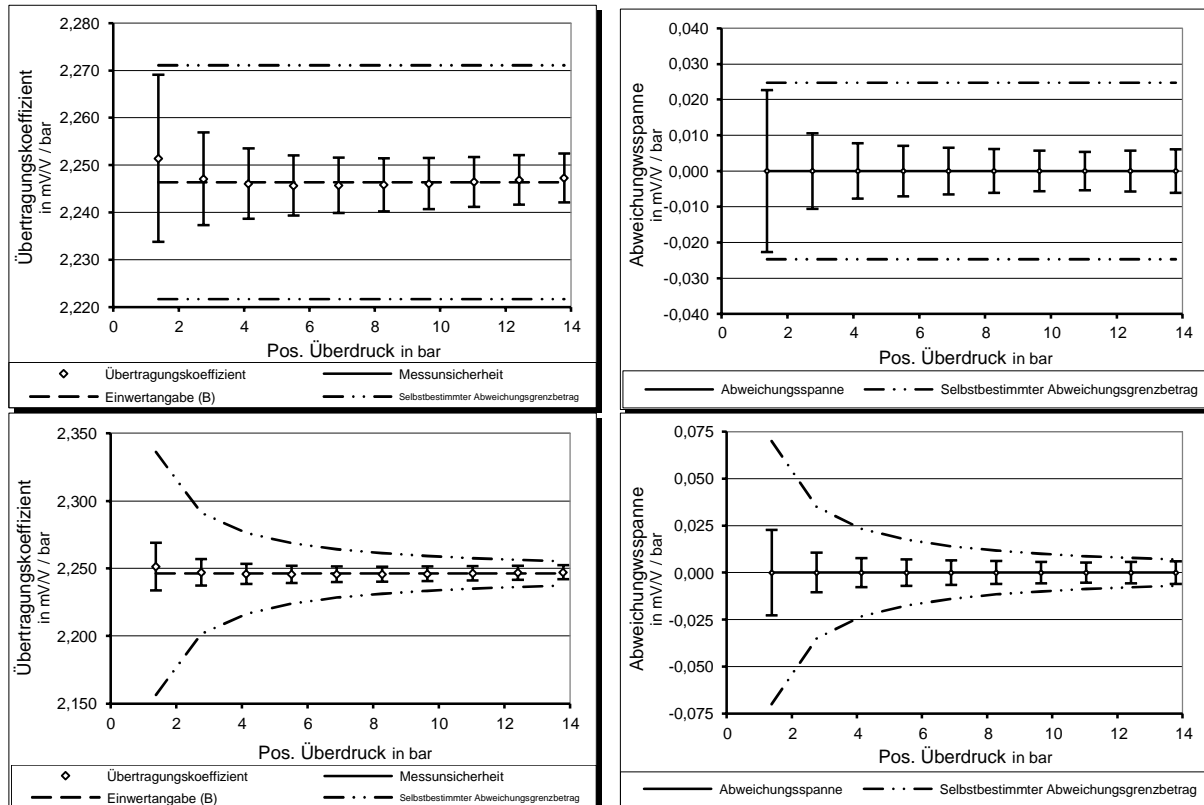 2,280
2,270
2,260
2,250
2,240
2,230
2,220
Übertragungskoeffizient
in mV/V / bar
0 2 4 6 8 10 12 14
Pos. Überdruck in bar
Übertragungskoeffizient Messunsicherheit
Einwertangabe (B) Selbstbestimmter Abweichungsgrenzbetrag
0,040
0,030
0,020
0,010
0,000
-0,010
-0,020
-0,030
-0,040
Abweichungwsspanne
in mV/V / bar
0 2 4 6 8 10 12 14
Pos. Überdruck in bar
Abweichungsspanne Selbstbestimmter Abweichungsgrenzbetrag
2,350
2,300
2,250
2,200
2,150
Übertragungskoeffizient
in mV/V / bar
0 2 4 6 8 10 12 14
Pos. Überdruck in bar
Übertragungskoeffizient Messunsicherheit
Einwertangabe (B) Selbstbestimmter Abweichungsgrenzbetrag
0,075
0,050
0,025
0,000
-0,025
-0,050
-0,075
Abweichungwsspanne
in mV/V / bar
0 2 4 6 8 10 12 14
Pos. Überdruck in bar
Abweichungsspanne Selbstbestimmter Abweichungsgrenzbetrag